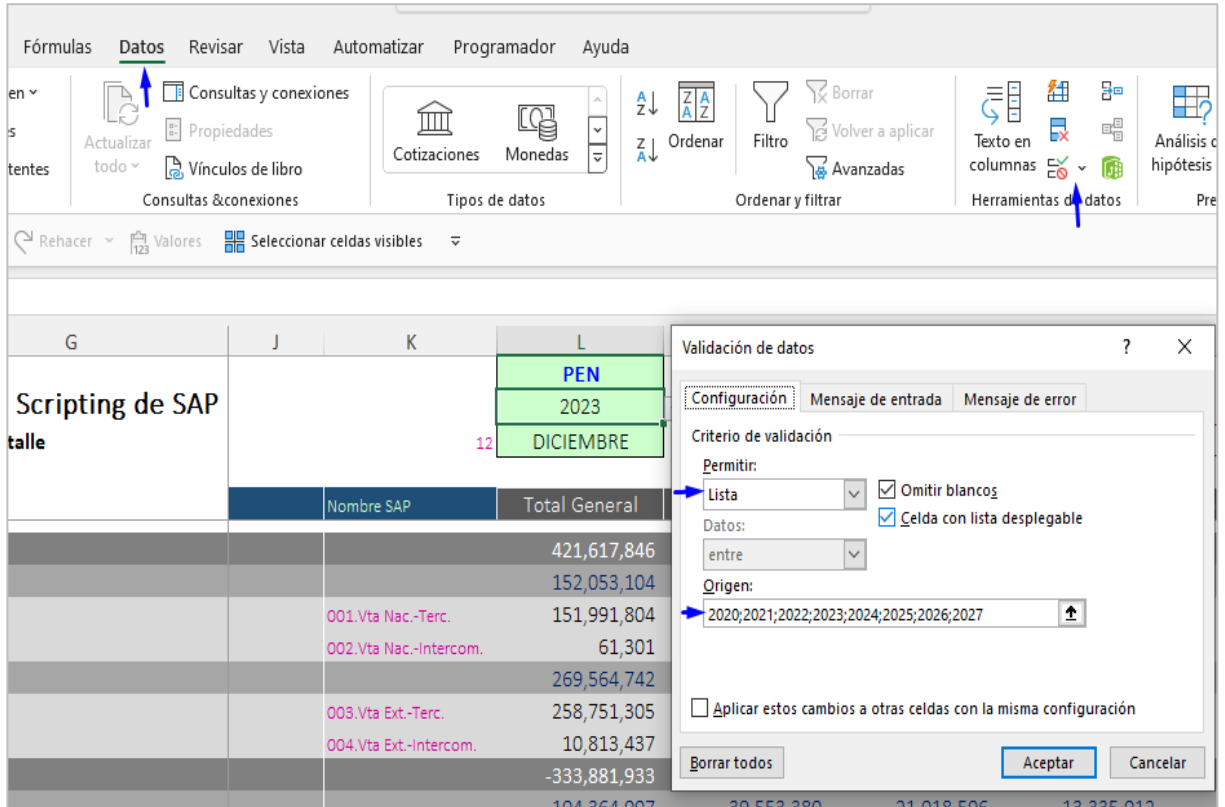 Fórmulas Datos Revisar Vista Automatizar Programador Ayuda
Consultas y conexiones
Propiedades
Vínculos de libro
Actualizar
todo
Consultas &conexiones
Cotizaciones Monedas
Tipos de datos
Ordenar
Filtro
Borrar
Volver a aplicar
Avanzadas
Ordenar y filtrar
Texto en
columnas
Herramientas de datos
Análisis
hipótesis
Pre
en
s
tentes
Rehacer Valores Seleccionar celdas visibles
G J K L
PEN
Scripting de SAP 2023
talle 12 DICIEMBRE
Nombre SAP Total General
421,617,846
152,053,104
001.Vta Nac.-Terc. 151,991,804
002.Vta Nac.-Intercom. 61,301
269,564,742
003.Vta Ext.-Terc. 258,751,305
004.Vta Ext.-Intercom. 10,813,437
-333,881,933
Validación de datos ? X
Configuración Mensaje de entrada Mensaje de error
Criterio de validación
Permitir:
Lista Omitir blancos
Celda con lista desplegable
Datos:
entre
Origen:
2020;2021;2022;2023;2024;2025;2026;2027
Aplicar estos cambios a otras celdas con la misma configuración
Borrar todos Aceptar Cancelar